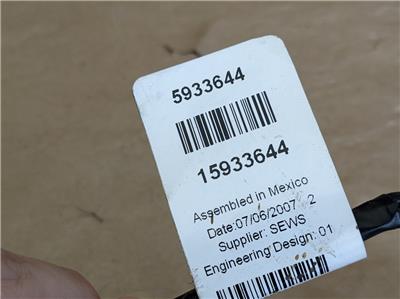 5933644
15933644
Assembled in Mexico
Date:07/06/2007 2
Supplier: SEWS
Engineering Design: 01